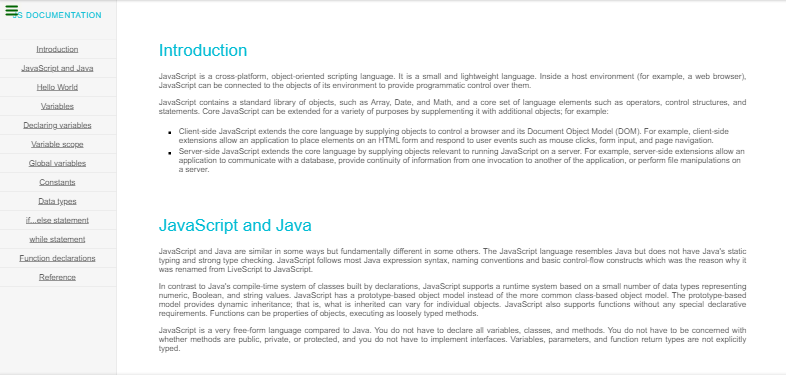 JS DOCUMENTATION
Introduction
JavaScript and Java
Hello World
Variables
Declaring variables
Variable scope
Global variables
Constants
Data types
if...else statement
while statement
Function declarations
Reference
Introduction
JavaScript is a cross-platform, object-oriented scripting language. It is a small and lightweight language. Inside a host environment (for example, a web browser),
JavaScript can be connected to the objects of its environment to provide programmatic control over them.
JavaScript contains a standard library of objects, such as Array, Date, and Math, and a core set of language elements such as operators, control structures, and
statements. Core JavaScript can be extended for a variety of purposes by supplementing it with additional objects; for example:
Client-side JavaScript extends the core language by supplying objects to control a browser and its Document Object Model (DOM). For example, client-side
extensions allow an application to place elements on an HTML form and respond to user events such as mouse clicks, form input, and page navigation.
Server-side JavaScript extends the core language by supplying objects relevant to running JavaScript on a server. For example, server-side extensions allow an
application to communicate with a database, provide continuity of information from one invocation to another of the application, or perform file manipulations on
a server.
JavaScript and Java
JavaScript and Java are similar in some ways but fundamentally different in some others. The JavaScript language resembles Java but does not have Java's static
typing and strong type checking. JavaScript follows most Java expression syntax, naming conventions and basic control-flow constructs which was the reason why it
was renamed from LiveScript to JavaScript.
In contrast to Java's compile-time system of classes built by declarations, JavaScript supports a runtime system based on a small number of data types representing
numeric, Boolean, and string values. JavaScript has a prototype-based object model instead of the more common class-based object model. The prototype-based
model provides dynamic inheritance; that is, what is inherited can vary for individual objects. JavaScript also supports functions without any special declarative
requirements. Functions can be properties of objects, executing as loosely typed methods.
JavaScript is a very free-form language compared to Java. You do not have to declare all variables, classes, and methods. You do not have to be concerned with
whether methods are public, private, or protected, and you do not have to implement interfaces. Variables, parameters, and function return types are not explicitly
typed.